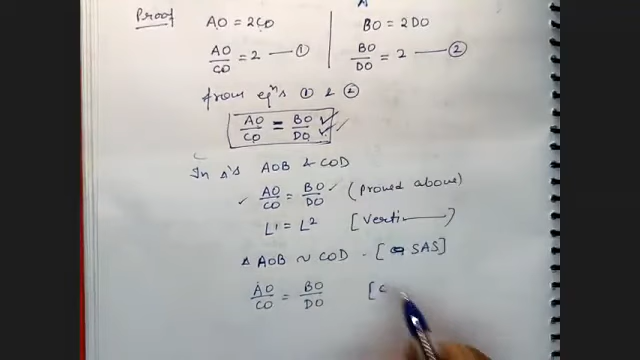 Proof
AO = 2CO
AO/CO = 2 — ①
BO = 2DO
BO/DO = 2 — ②
from eqⁿs ① & ②
AO/CO = BO/DO
In Δ'S AOB & COD
AO/CO = BO/DO (Proved above)
L1 = L2 [Verti—]
Δ AOB ~ COD - [SAS]
AO/CO = BO/DO [C